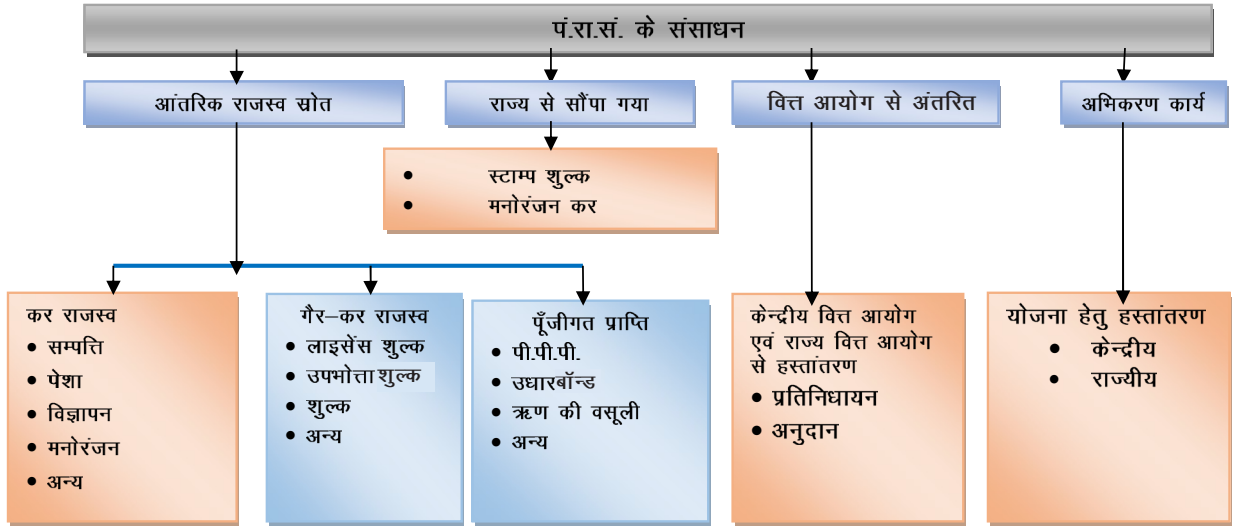 पं.रा.सं. के संसाधन
आंतरिक राजस्व स्रोत
राज्य से सौंपा गया
वित्त आयोग से अंतरित
अभिकरण कार्य
• स्टाम्प शुल्क
• मनोरंजन कर
कर राजस्व
• सम्पत्ति
• पेशा
• विज्ञापन
• मनोरंजन
• अन्य
गैर–कर राजस्व
• लाइसेंस शुल्क
• उपभोत्ता शुल्क
• शुल्क
• अन्य
पूँजीगत प्राप्ति
• पी.पी.पी.
• उधारबॉन्ड
• ऋण की वसूली
• अन्य
केन्द्रीय वित्त आयोग
एवं राज्य वित्त आयोग
से हस्तांतरण
• प्रतिनिधायन
• अनुदान
योजना हेतु हस्तांतरण
• केन्द्रीय
• राज्यीय